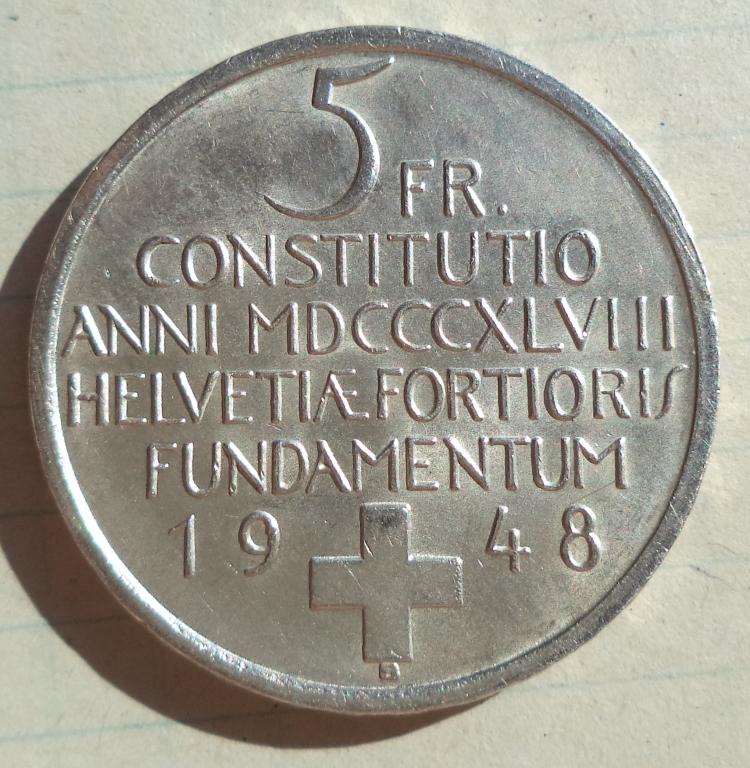 5 FR.
CONSTITUTIO
ANNI MDCCCXLVIII
HELVETIÆ FORTIORIS
FUNDAMENTUM
1948
B